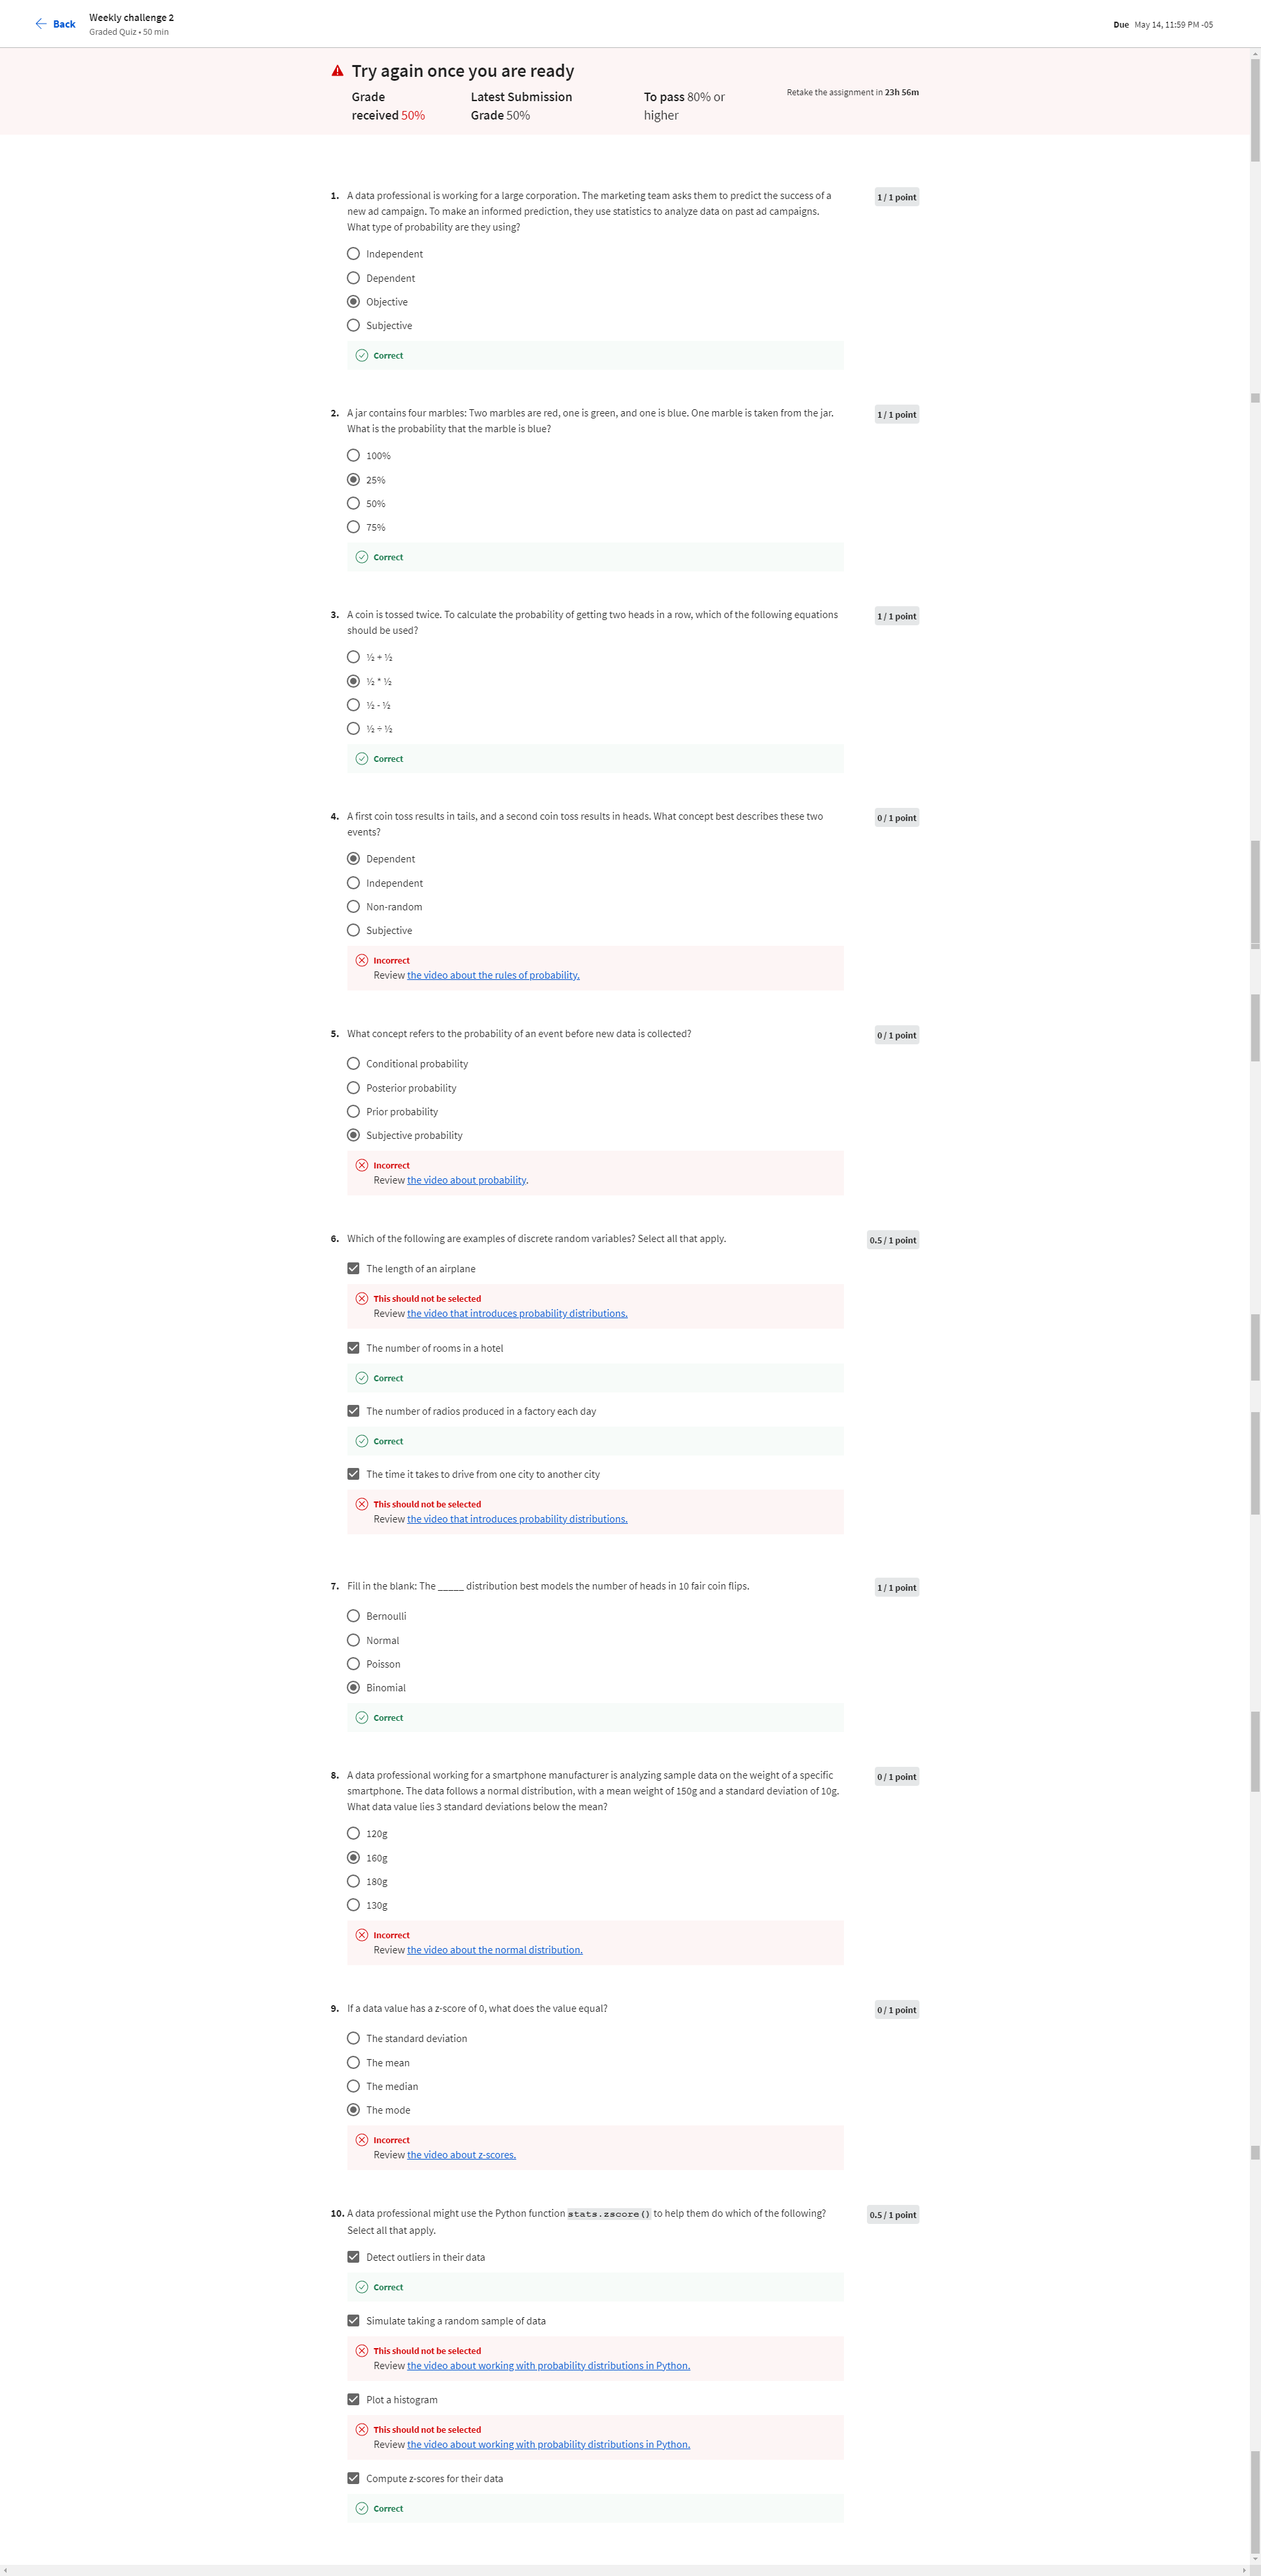 Back
Weekly challenge 2
Graded Quiz • 50 min
Due May 14, 11:59 PM -05
Try again once you are ready
Grade received 50%
Latest Submission Grade 50%
To pass 80% or higher
Retake the assignment in 23h 56m
1. A data professional is working for a large corporation. The marketing team asks them to predict the success of a
new ad campaign. To make an informed prediction, they use statistics to analyze data on past ad campaigns.
What type of probability are they using?
1 / 1 point
Independent
Dependent
Objective
Subjective
Correct
2. A jar contains four marbles: Two marbles are red, one is green, and one is blue. One marble is taken from the jar.
What is the probability that the marble is blue?
1 / 1 point
100%
25%
50%
75%
Correct
3. A coin is tossed twice. To calculate the probability of getting two heads in a row, which of the following equations
should be used?
1 / 1 point
½ + ½
½ * ½
½ - ½
½ ÷ ½
Correct
4. A first coin toss results in tails, and a second coin toss results in heads. What concept best describes these two
events?
0 / 1 point
Dependent
Independent
Non-random
Subjective
Incorrect
Review the video about the rules of probability.
5. What concept refers to the probability of an event before new data is collected?
0 / 1 point
Conditional probability
Posterior probability
Prior probability
Subjective probability
Incorrect
Review the video about probability.
6. Which of the following are examples of discrete random variables? Select all that apply.
0.5 / 1 point
The length of an airplane
This should not be selected
Review the video that introduces probability distributions.
The number of rooms in a hotel
Correct
The number of radios produced in a factory each day
Correct
The time it takes to drive from one city to another city
This should not be selected
Review the video that introduces probability distributions.
7. Fill in the blank: The _____ distribution best models the number of heads in 10 fair coin flips.
1 / 1 point
Bernoulli
Normal
Poisson
Binomial
Correct
8. A data professional working for a smartphone manufacturer is analyzing sample data on the weight of a specific
smartphone. The data follows a normal distribution, with a mean weight of 150g and a standard deviation of 10g.
What data value lies 3 standard deviations below the mean?
0 / 1 point
120g
160g
180g
130g
Incorrect
Review the video about the normal distribution.
9. If a data value has a z-score of 0, what does the value equal?
0 / 1 point
The standard deviation
The mean
The median
The mode
Incorrect
Review the video about z-scores.
10. A data professional might use the Python function stats.zscore() to help them do which of the following?
Select all that apply.
0.5 / 1 point
Detect outliers in their data
Correct
Simulate taking a random sample of data
This should not be selected
Review the video about working with probability distributions in Python.
Plot a histogram
This should not be selected
Review the video about working with probability distributions in Python.
Compute z-scores for their data
Correct